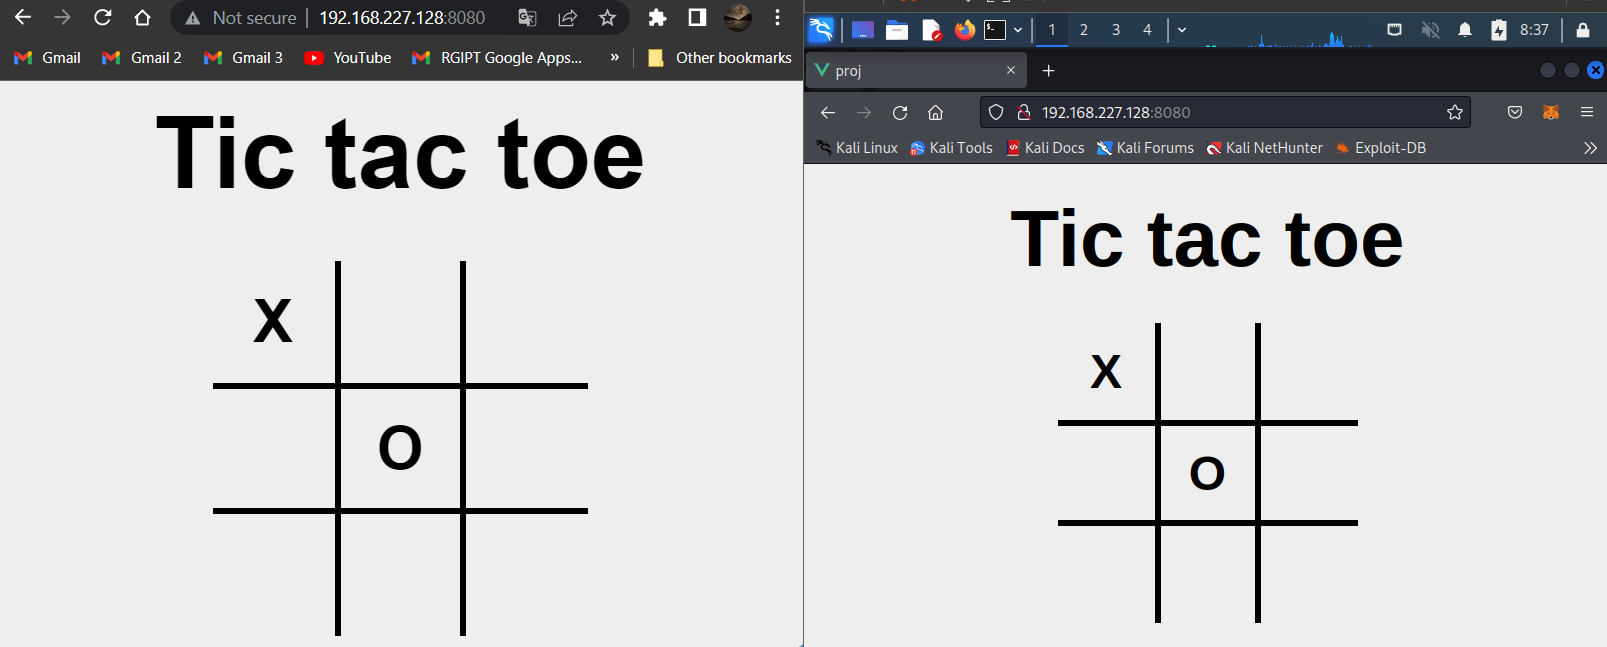 Not secure 192.168.227.128:8080
Gmail Gmail 2 Gmail 3 YouTube RGIPT Google Apps... » Other bookmarks
Tic tac toe
X
O
1 2 3 4 8:37
proj
192.168.227.128:8080
Kali Linux Kali Tools Kali Docs Kali Forums Kali NetHunter Exploit-DB
Tic tac toe
X
O